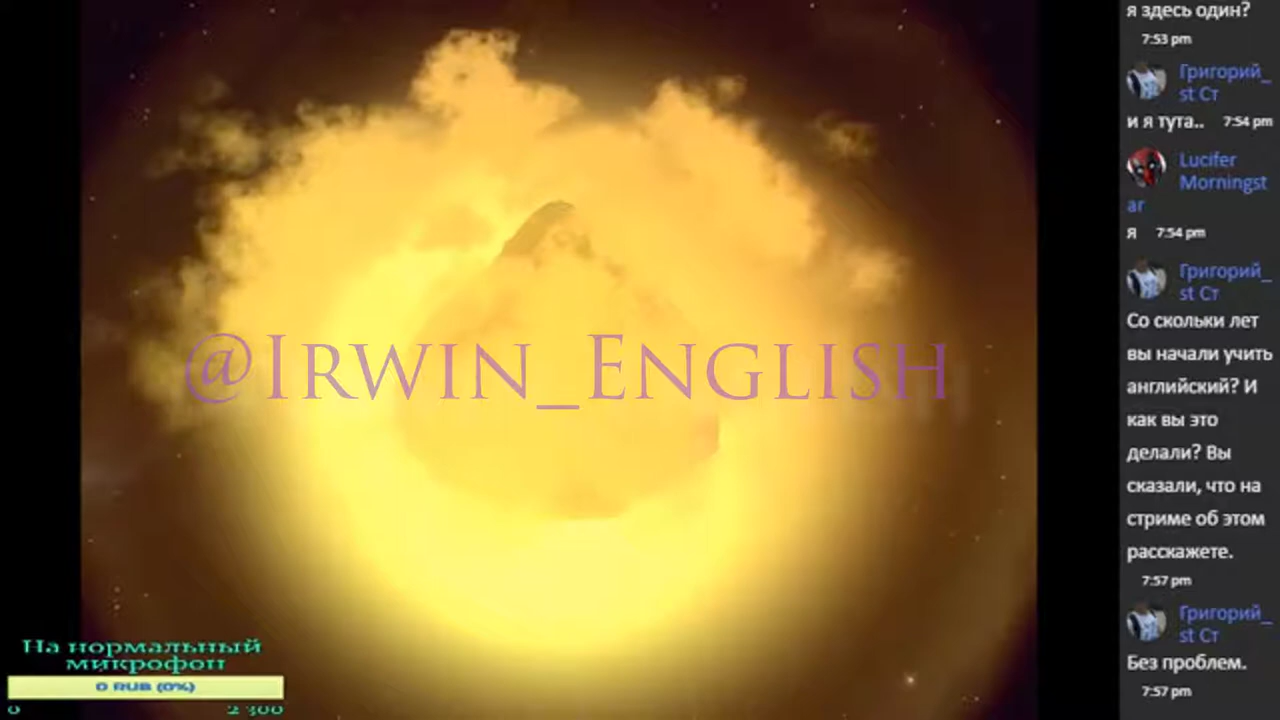 @Irwin_English
На нормальный
микрофон
0 RUB (0%)
0 2 300
я здесь один?
7:53 pm
Григорий_
st Ст
и я тута.. 7:54 pm
Lucifer
Morningst
ar
я 7:54 pm
Григорий_
st Ст
Со скольки лет
вы начали учить
английский? И
как вы это
делали? Вы
сказали, что на
стриме об этом
расскажете.
7:57 pm
Григорий_
st Ст
Без проблем.
7:57 pm